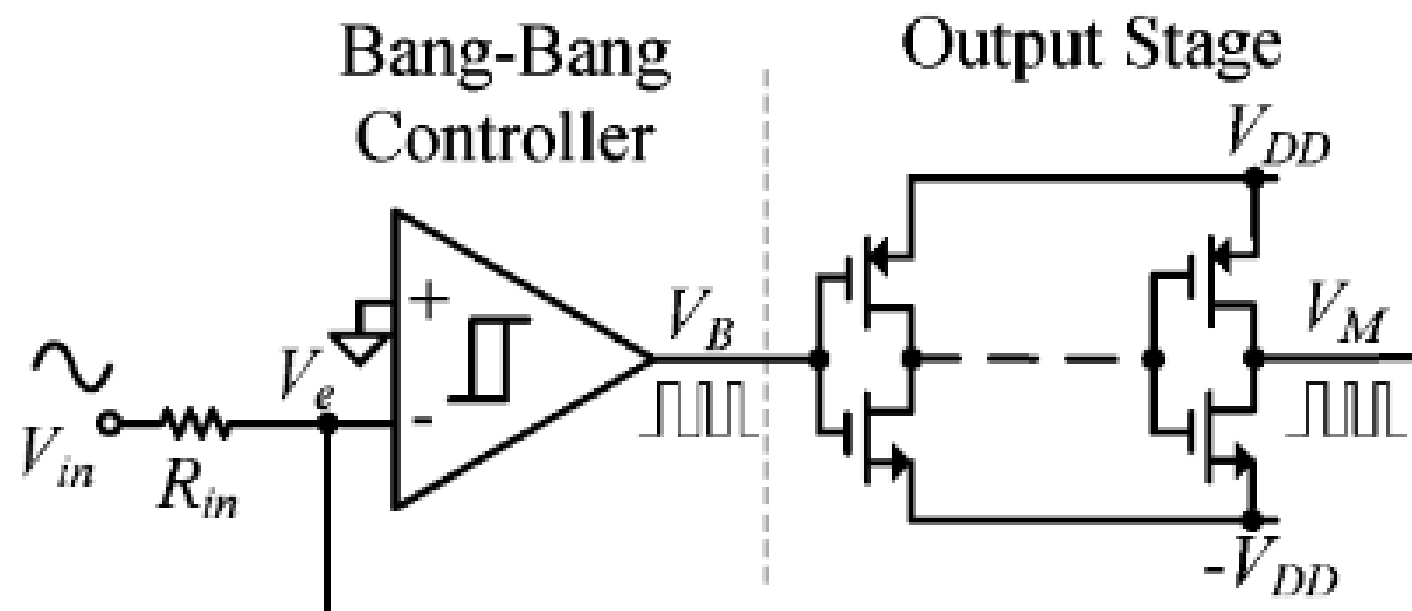 Bang-Bang
Controller
Output Stage
V_DD
+
V_B
V_M
V_e
-
V_in
R_in
-V_DD